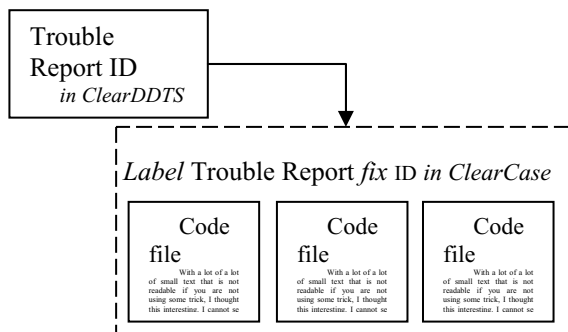 Trouble
Report ID
in ClearDDTS
Label Trouble Report fix ID in ClearCase
Code
file
With a lot of a lot
of small text that is not
readable if you are not
using some trick, I thought
this interestine. I cannot se
Code
file
With a lot of a lot
of small text that is not
readable if you are not
using some trick, I thought
this interestine. I cannot se
Code
file
With a lot of a lot
of small text that is not
readable if you are not
using some trick, I thought
this interestine. I cannot se